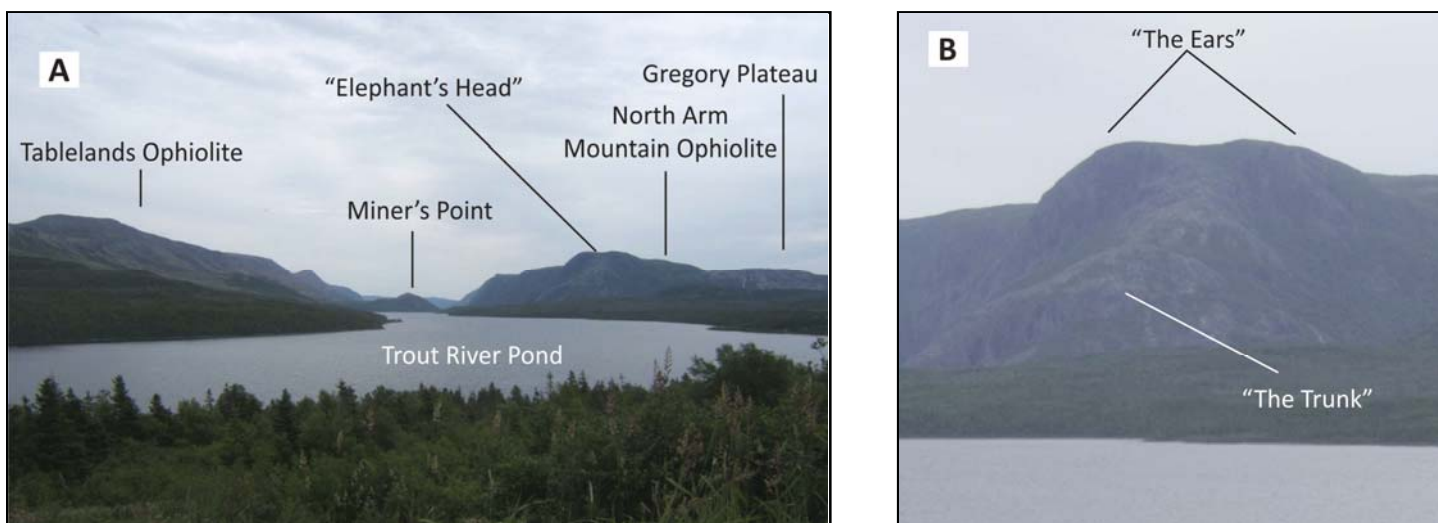 A
"Elephant's Head"
Gregory Plateau
North Arm
Mountain Ophiolite
Tablelands Ophiolite
Miner's Point
Trout River Pond
B
"The Ears"
"The Trunk"